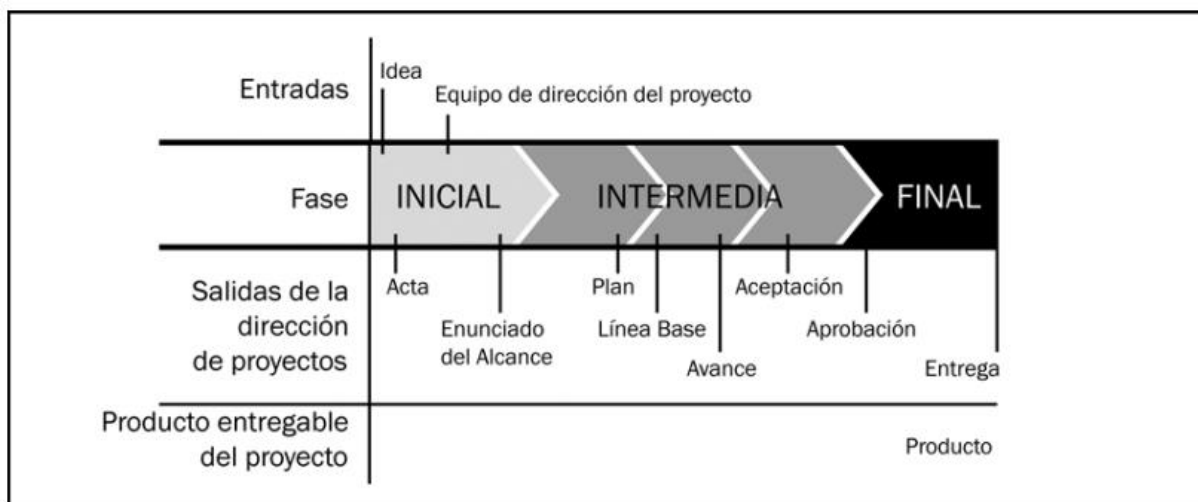 Entradas
Idea
Equipo de dirección del proyecto
Fase
INICIAL
INTERMEDIA
FINAL
Salidas de la
dirección
de proyectos
Acta
Enunciado
del Alcance
Plan
Línea Base
Avance
Aceptación
Aprobación
Entrega
Producto entregable
del proyecto
Producto